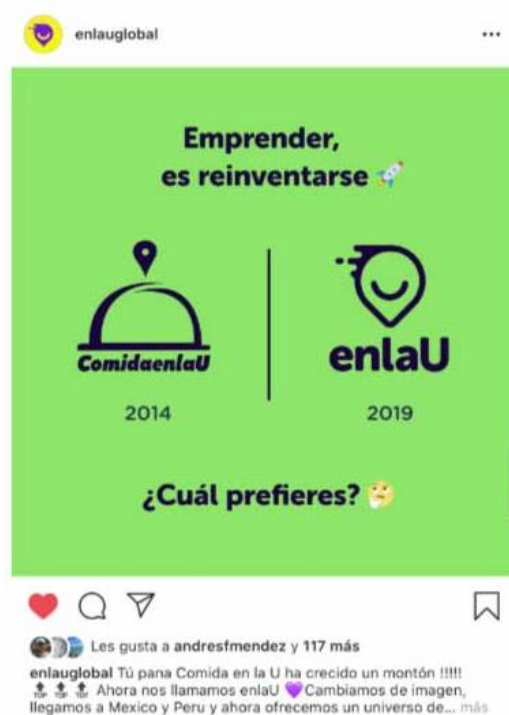 enlauglobal
Emprender,
es reinventarse 🚀
ComidaenlaU
enlaU
2014
2019
¿Cuál prefieres? 🤔
Les gusta a andresfmendez y 117 más
enlauglobal Tú pana Comida en la U ha crecido un montón !!!!!
🔝 🔝 🔝 Ahora nos llamamos enlaU 💜 Cambiamos de imagen,
llegamos a Mexico y Peru y ahora ofrecemos un universo de... más